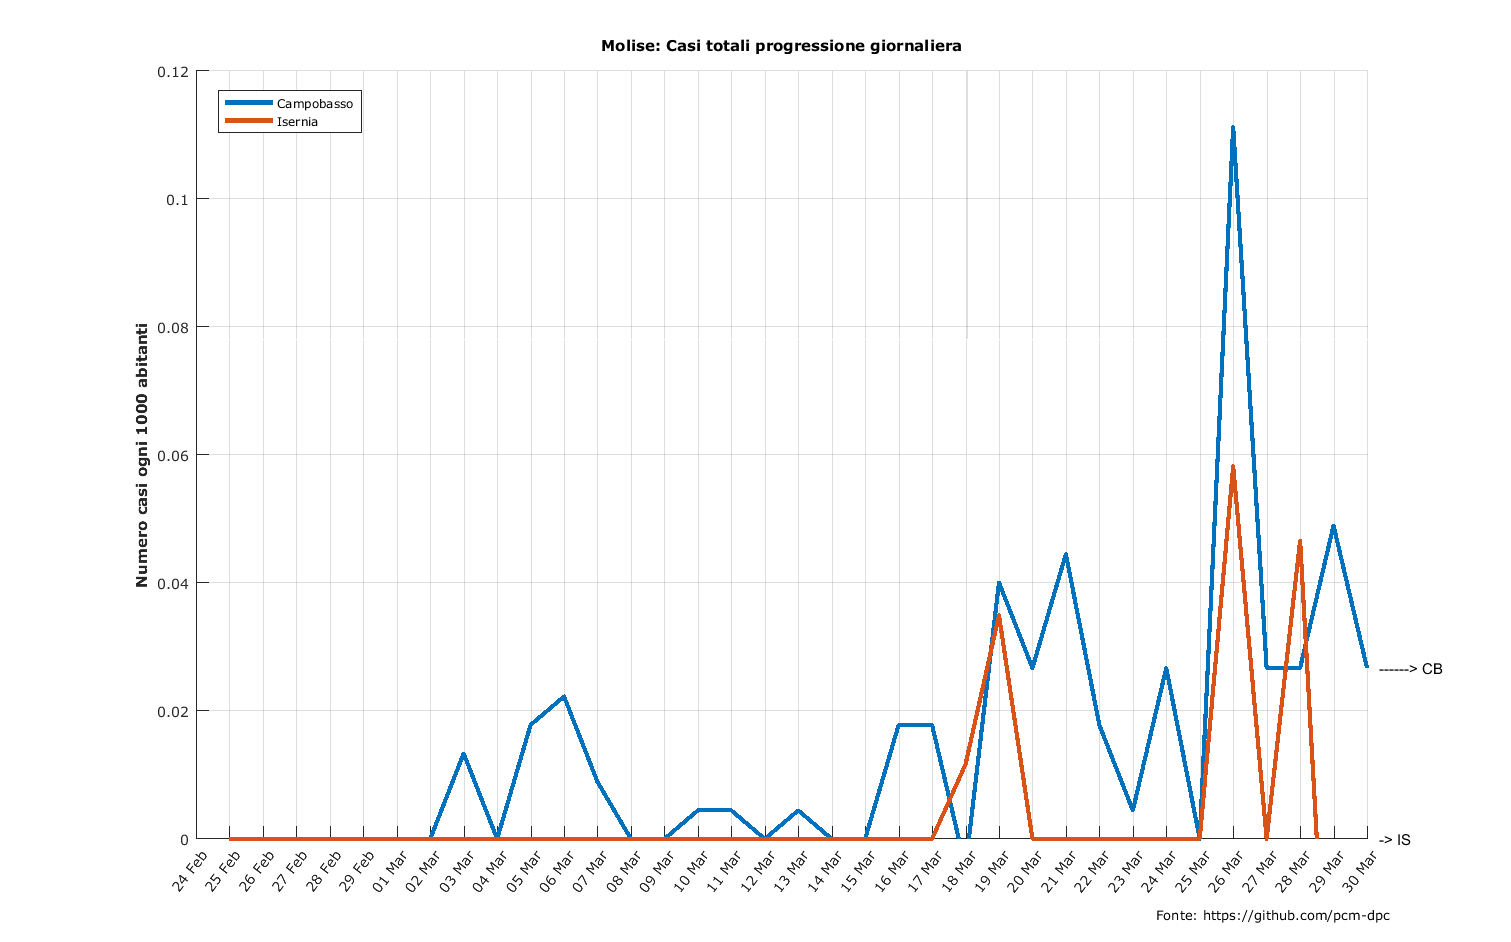 Molise: Casi totali progressione giornaliera
0.12
0.1
0.08
0.06
0.04
0.02
0
Numero casi ogni 1000 abitanti
Campobasso
Isernia
------> CB
-> IS
24 Feb
25 Feb
26 Feb
27 Feb
28 Feb
29 Feb
01 Mar
02 Mar
03 Mar
04 Mar
05 Mar
06 Mar
07 Mar
08 Mar
09 Mar
10 Mar
11 Mar
12 Mar
13 Mar
14 Mar
15 Mar
16 Mar
17 Mar
18 Mar
19 Mar
20 Mar
21 Mar
22 Mar
23 Mar
24 Mar
25 Mar
26 Mar
27 Mar
28 Mar
29 Mar
30 Mar
Fonte: https://github.com/pcm-dpc